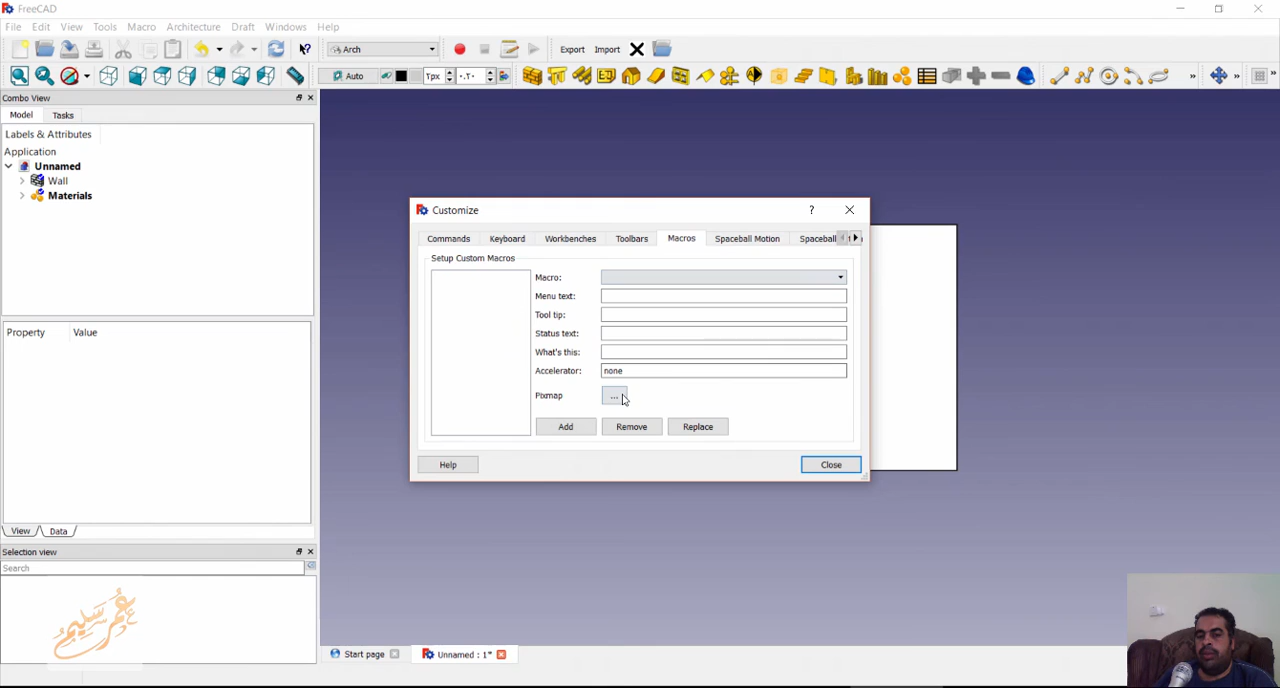 FreeCAD
File Edit View Tools Macro Architecture Draft Windows Help
Arch
Export Import
Auto
1px
Combo View
Model Tasks
Labels & Attributes
Application
Unnamed
Wall
Materials
Property Value
View Data
Selection view
Search
عمر سليم
Customize
?
Commands Keyboard Workbenches Toolbars Macros Spaceball Motion
Setup Custom Macros
Macro:
Menu text:
Tool tip:
Status text:
What's this:
Accelerator: none
Pixmap ...
Add Remove Replace
Help Close
Start page Unnamed : 1*